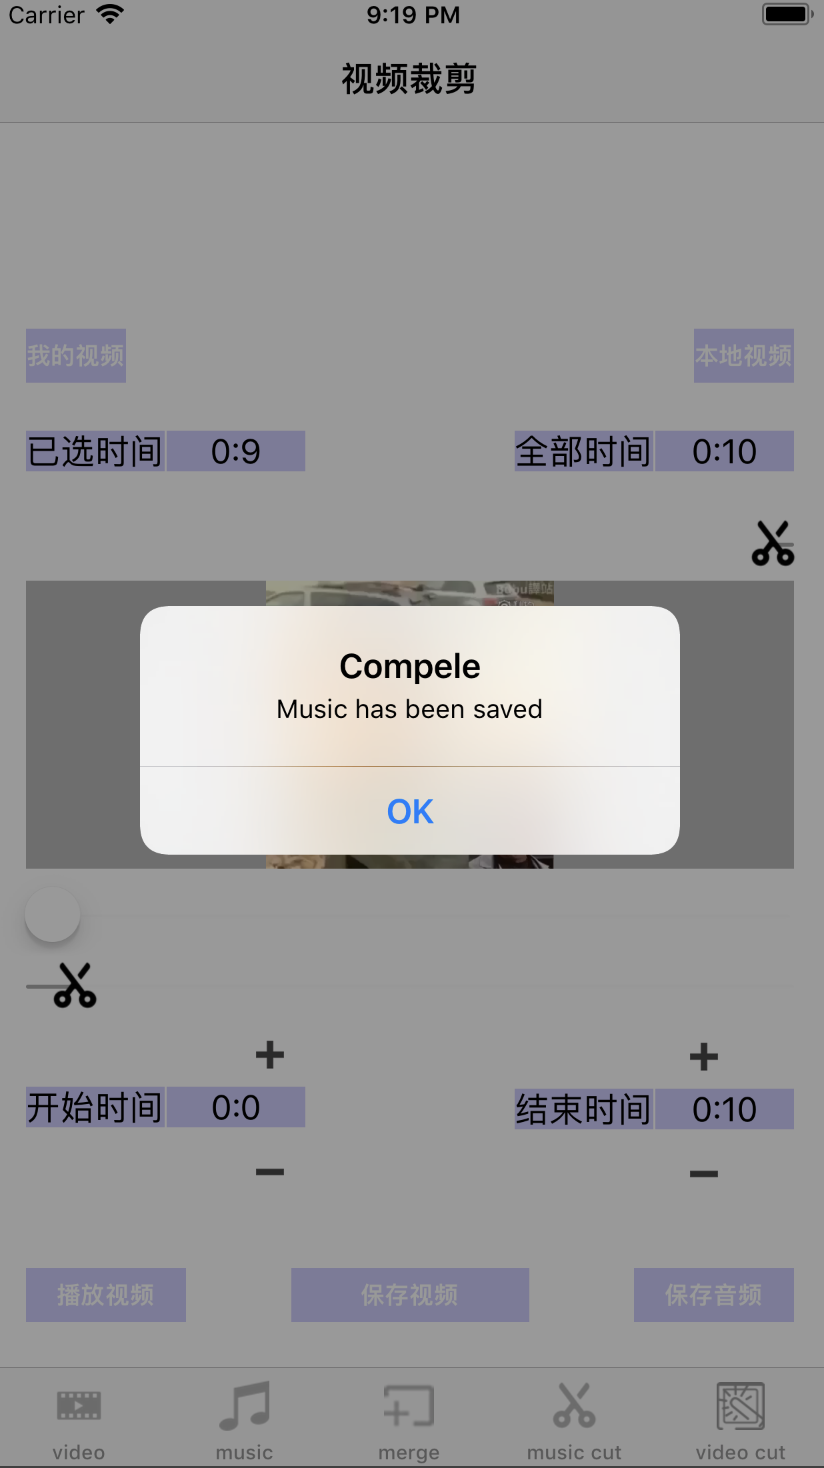 Carrier 9:19 PM
视频裁剪
我的视频 本地视频
已选时间 0:9 全部时间 0:10
Compele
Music has been saved
OK
开始时间 0:0 结束时间 0:10
播放视频 保存视频 保存音频
video music merge music cut video cut